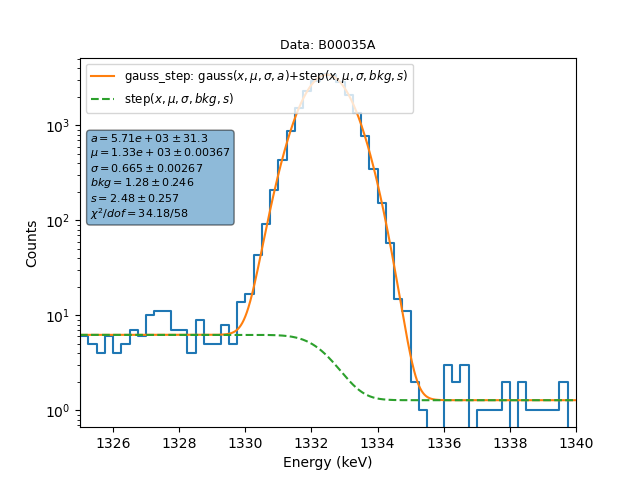 Data: B00035A
gauss_step: gauss(x, μ, σ, a)+step(x, μ, σ, bkg, s)
step(x, μ, σ, bkg, s)
a = 5.71e + 03 ± 31.3
μ = 1.33e + 03 ± 0.00367
σ = 0.665 ± 0.00267
bkg = 1.28 ± 0.246
s = 2.48 ± 0.257
χ²/dof = 34.18/58
Counts
10³
10²
10¹
10⁰
1326 1328 1330 1332 1334 1336 1338 1340
Energy (keV)